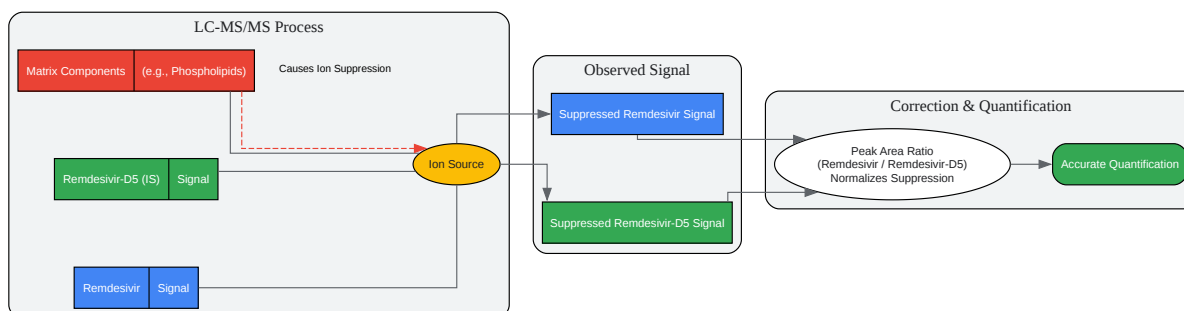 LC-MS/MS Process
Matrix Components
(e.g., Phospholipids)
Causes Ion Suppression
Remdesivir-D5 (IS)
Signal
Remdesivir
Signal
Ion Source
Observed Signal
Suppressed Remdesivir Signal
Suppressed Remdesivir-D5 Signal
Correction & Quantification
Peak Area Ratio
(Remdesivir / Remdesivir-D5)
Normalizes Suppression
Accurate Quantification